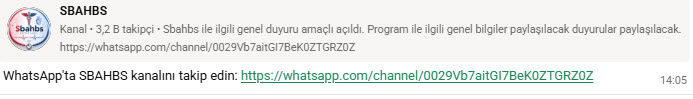 SBAHBS
Sbahbs
Kanal • 3,2 B takipçi • Sbahbs ile ilgili genel duyuru amaçlı açıldı. Program ile ilgili genel bilgiler paylaşılacak duyurular paylaşılacak.
https://whatsapp.com/channel/0029Vb7aitGI7BeK0ZTGRZ0Z
WhatsApp'ta SBAHBS kanalını takip edin: https://whatsapp.com/channel/0029Vb7aitGI7BeK0ZTGRZ0Z
14:05